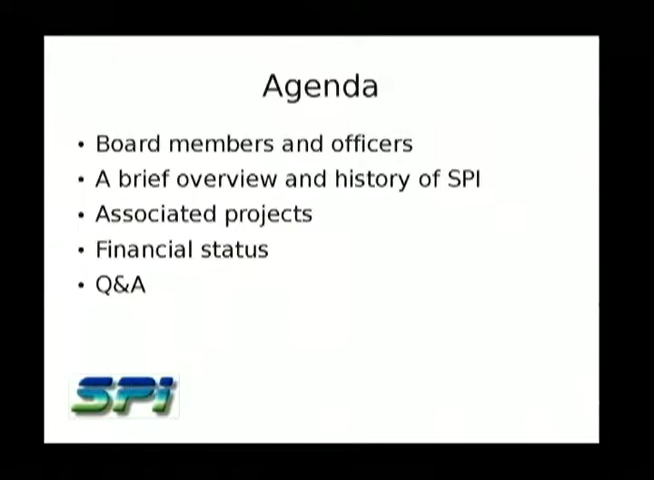 Agenda
• Board members and officers
• A brief overview and history of SPI
• Associated projects
• Financial status
• Q&A
SPi